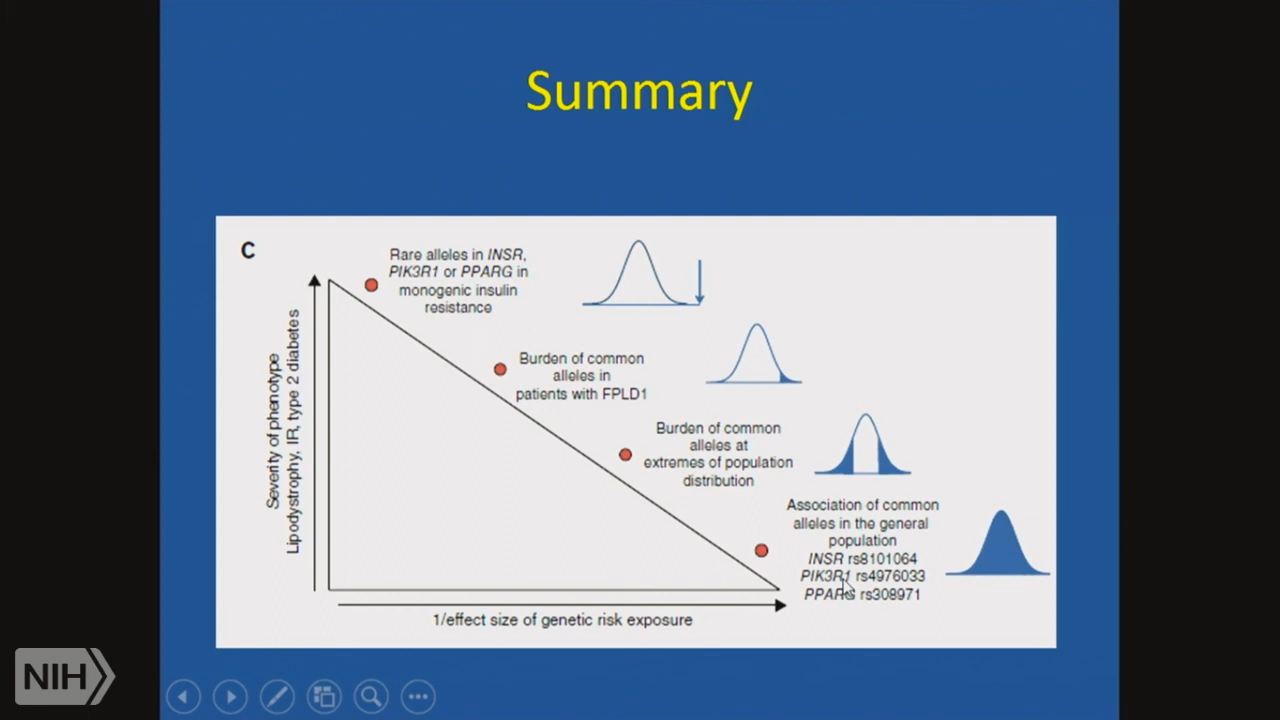 Summary
C
Rare alleles in INSR,
PIK3R1 or PPARG in
monogenic insulin
resistance
Burden of common
alleles in
patients with FPLD1
Burden of common
alleles at
extremes of population
distribution
Association of common
alleles in the general
population
INSR rs8101064
PIK3R1 rs4976033
PPARG rs308971
Severity of phenotype
Lipodystrophy, IR, type 2 diabetes
1/effect size of genetic risk exposure
NIH